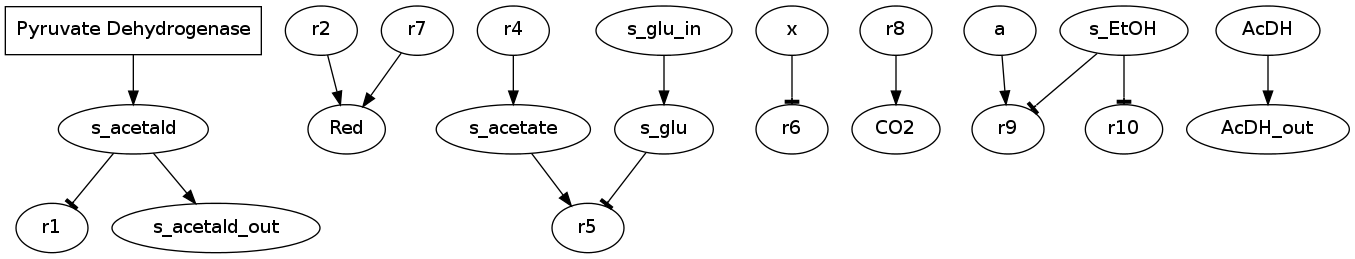 Pyruvate Dehydrogenase
r2
r7
r4
s_glu_in
x
r8
a
s_EtOH
AcDH
s_acetald
Red
s_acetate
s_glu
r6
CO2
r9
r10
AcDH_out
r1
s_acetald_out
r5